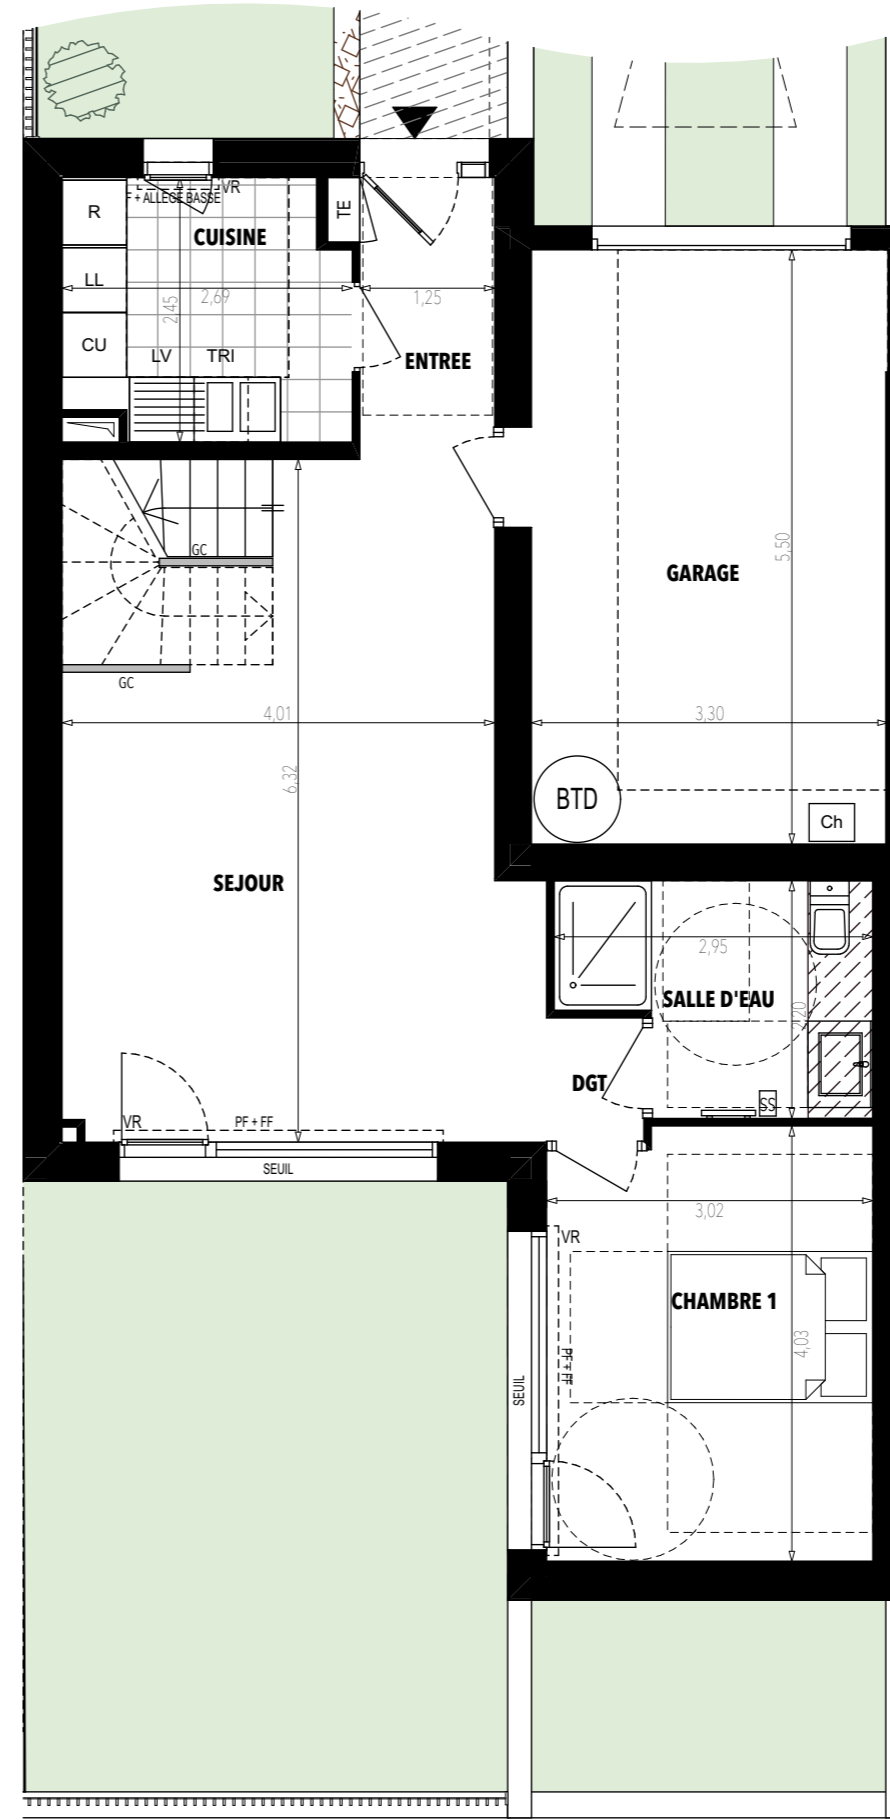 VR
F + ALLEGE BASSE
R
CUISINE
TE
LL
2,69
2,45
1,25
CU
LV
TRI
ENTREE
GC
GC
5,50
GARAGE
4,01
3,30
6,32
BTD
Ch
SEJOUR
2,95
SALLE D'EAU
2,20
DGT
SS
VR
PF + FF
SEUIL
3,02
VR
CHAMBRE 1
4,03
PF + FF
SEUIL